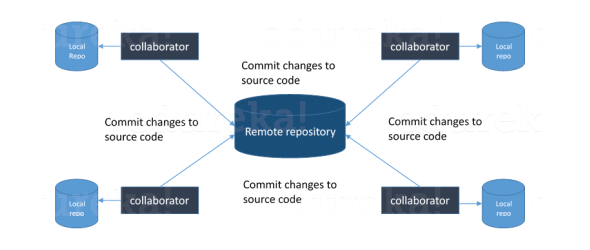 Local
Repo
collaborator
collaborator
Local
repo
Commit changes to
source code
Commit changes to
source code
Remote repository
Commit changes to
source code
Commit changes to
source code
Local
repo
collaborator
collaborator
Local
repo